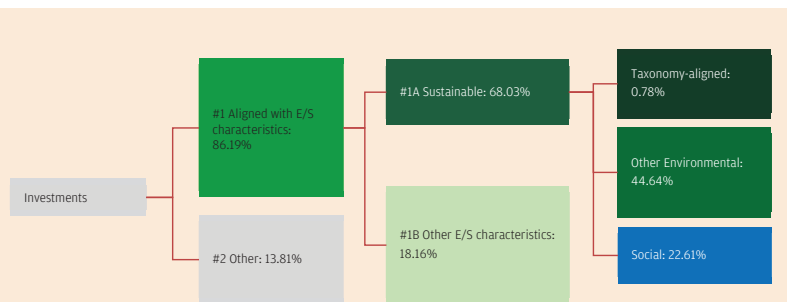 Investments
#1 Aligned with E/S
characteristics:
86.19%
#2 Other: 13.81%
#1A Sustainable: 68.03%
#1B Other E/S characteristics:
18.16%
Taxonomy-aligned:
0.78%
Other Environmental:
44.64%
Social: 22.61%